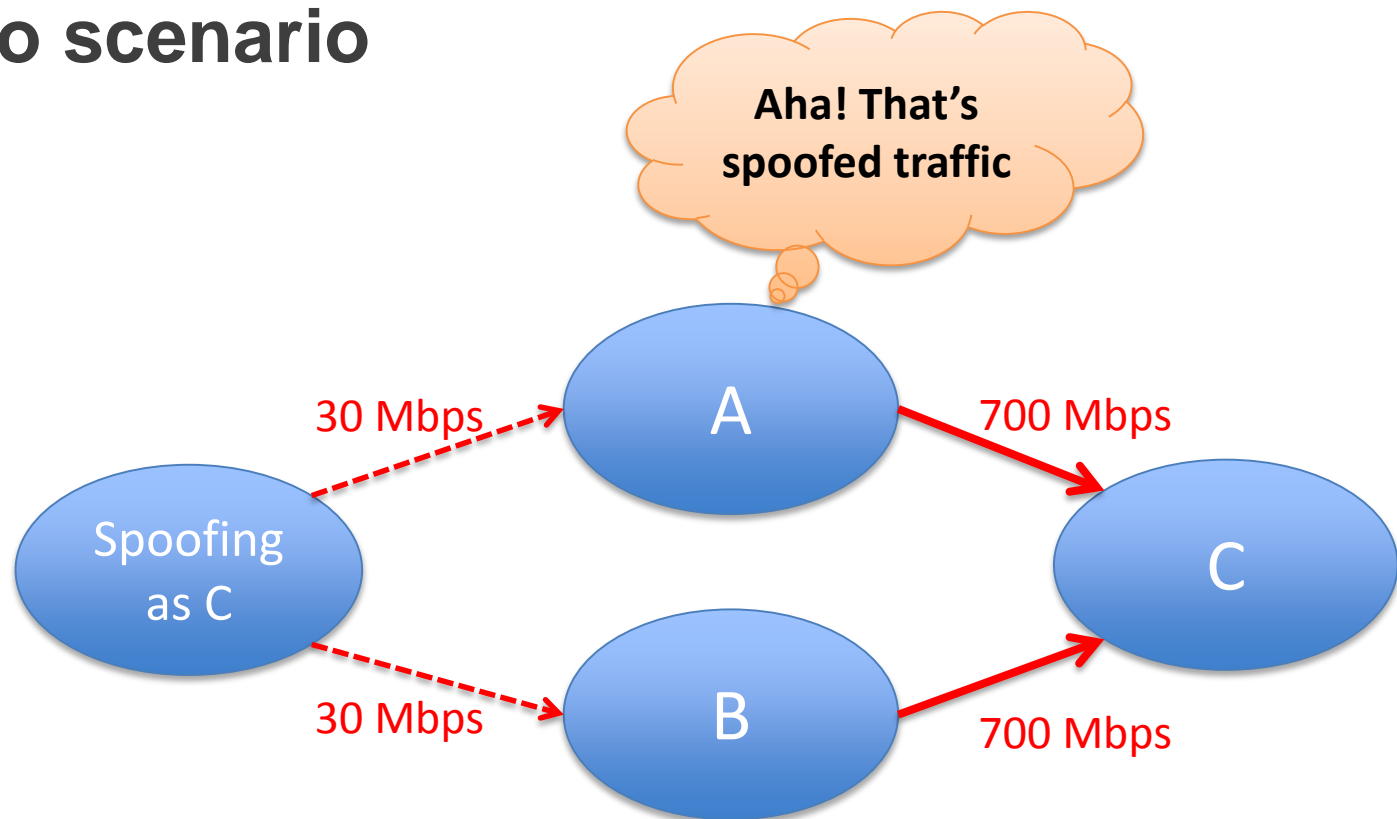 o scenario
Aha! That’s
spoofed traffic
30 Mbps
A
700 Mbps
Spoofing
as C
C
30 Mbps
B
700 Mbps